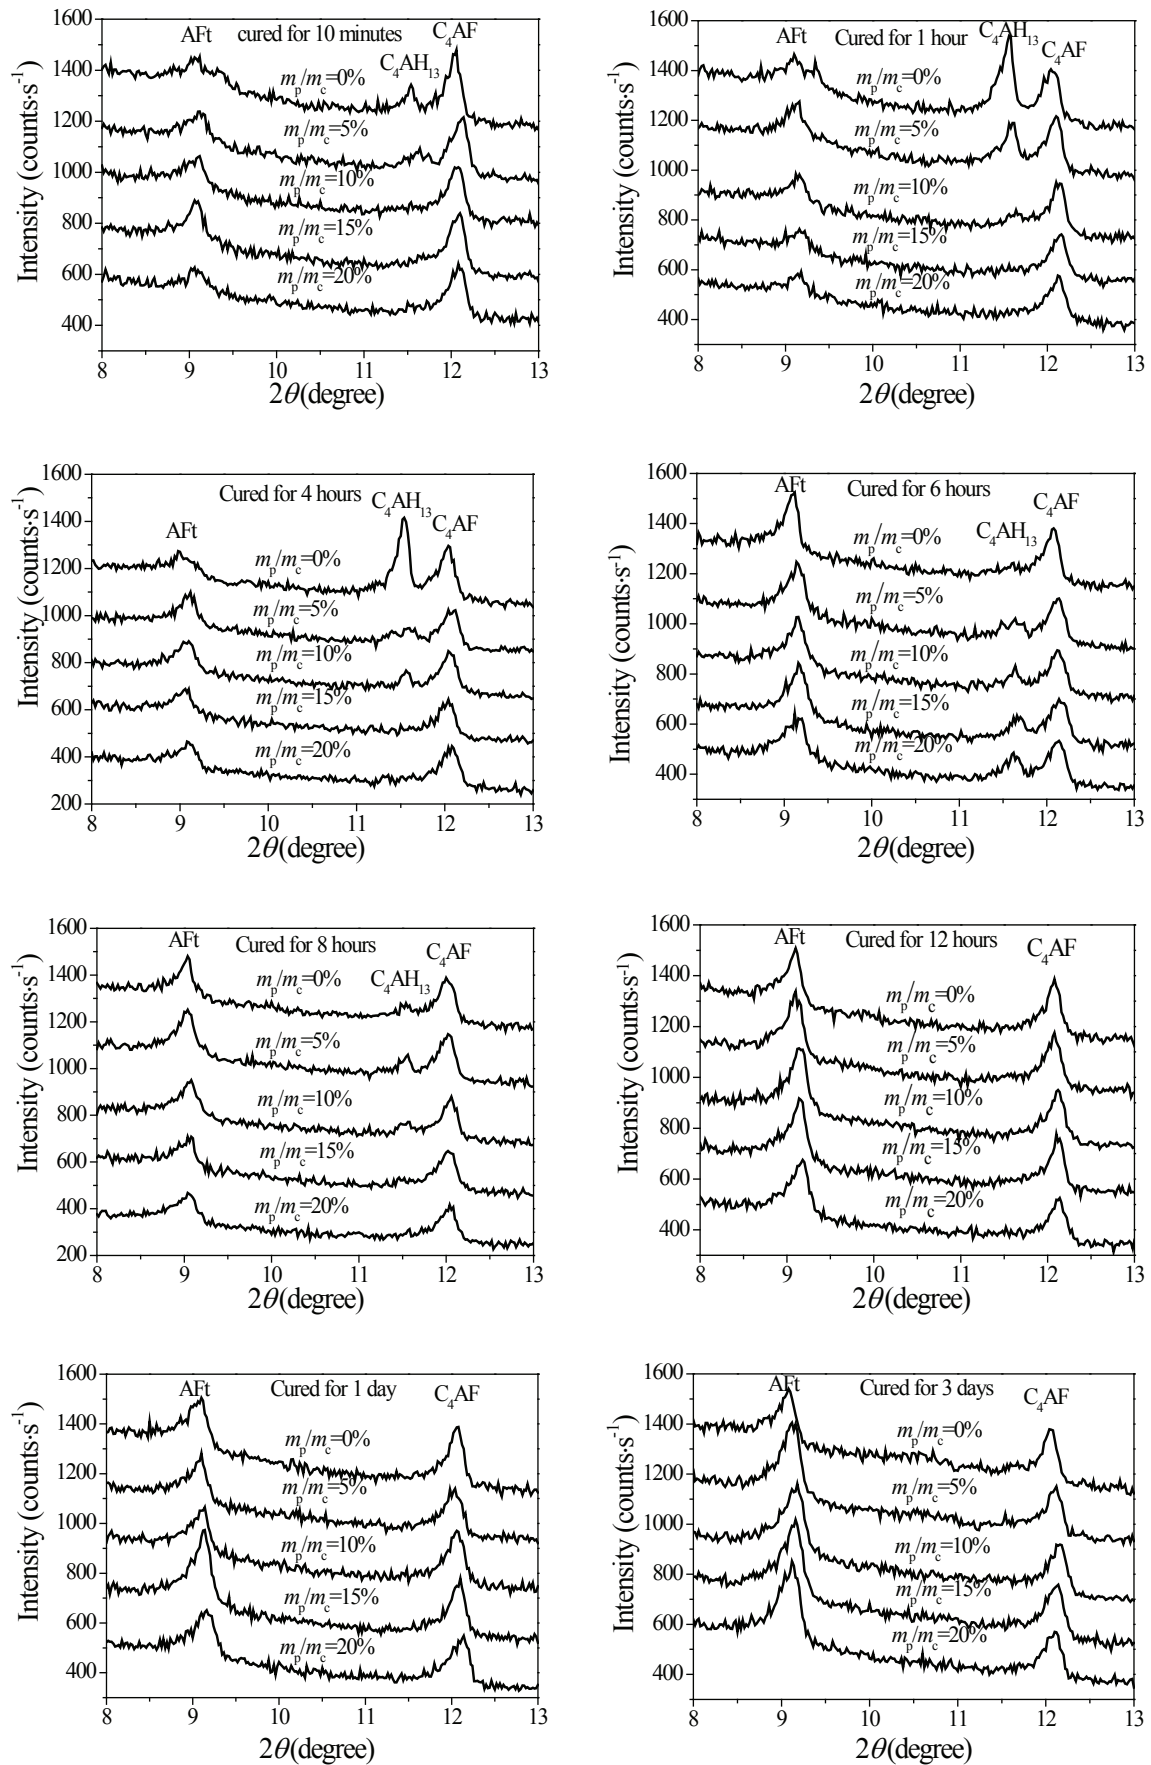 1600
AFt
cured for 10 minutes
C4AF
C4AH13
1400
mp/mc=0%
1200
mp/mc=5%
1000
mp/mc=10%
800
mp/mc=15%
600
mp/mc=20%
400
8 9 10 11 12 13
2θ(degree)
Intensity (counts·s-1)
1600
AFt
Cured for 1 hour
C4AH13
C4AF
1400
mp/mc=0%
1200
mp/mc=5%
1000
mp/mc=10%
800
mp/mc=15%
600
mp/mc=20%
400
8 9 10 11 12 13
2θ(degree)
Intensity (counts·s-1)
1600
Cured for 4 hours
C4AH13
C4AF
1400
AFt
1200
mp/mc=0%
1000
mp/mc=5%
800
mp/mc=10%
600
mp/mc=15%
400
mp/mc=20%
200
8 9 10 11 12 13
2θ(degree)
Intensity (counts·s-1)
1600
AFt
Cured for 6 hours
C4AF
C4AH13
1400
mp/mc=0%
1200
mp/mc=5%
1000
mp/mc=10%
800
mp/mc=15%
600
mp/mc=20%
400
8 9 10 11 12 13
2θ(degree)
Intensity (counts·s-1)
1600
AFt
Cured for 8 hours
C4AF
C4AH13
1400
mp/mc=0%
1200
mp/mc=5%
1000
mp/mc=10%
800
mp/mc=15%
600
mp/mc=20%
400
200
8 9 10 11 12 13
2θ(degree)
Intensity (counts·s-1)
1600
AFt
Cured for 12 hours
C4AF
1400
mp/mc=0%
1200
mp/mc=5%
1000
mp/mc=10%
800
mp/mc=15%
600
mp/mc=20%
400
8 9 10 11 12 13
2θ(degree)
Intensity (counts·s-1)
1600
AFt
Cured for 1 day
C4AF
1400
mp/mc=0%
1200
mp/mc=5%
1000
mp/mc=10%
800
mp/mc=15%
600
mp/mc=20%
400
8 9 10 11 12 13
2θ(degree)
Intensity (counts·s-1)
1600
AFt
Cured for 3 days
C4AF
1400
mp/mc=0%
1200
mp/mc=5%
1000
mp/mc=10%
800
mp/mc=15%
600
mp/mc=20%
400
8 9 10 11 12 13
2θ(degree)
Intensity (counts·s-1)